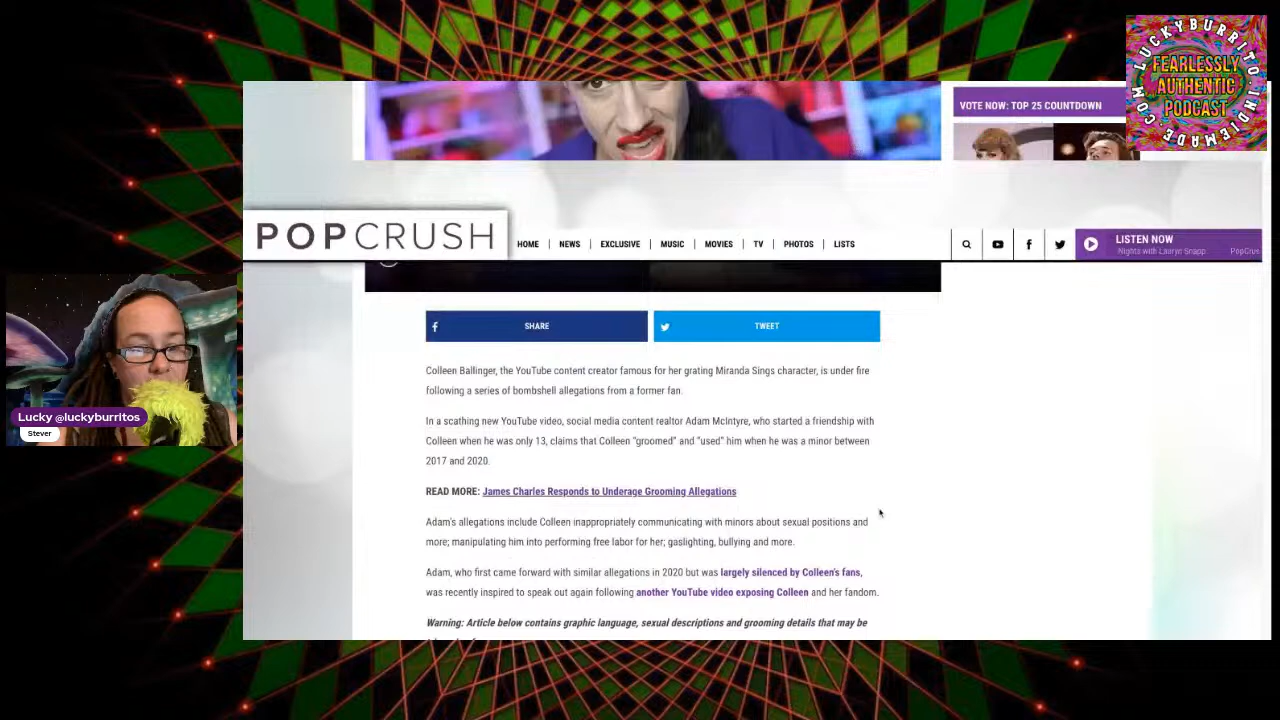 LUCKYBURRITO.INDIEMADE.COM
FEARLESSLY
AUTHENTIC
PODCAST
VOTE NOW: TOP 25 COUNTDOWN
POPCRUSH
HOME
NEWS
EXCLUSIVE
MUSIC
MOVIES
TV
PHOTOS
LISTS
LISTEN NOW
Nights with Lauryn Snapp
PopCrus
SHARE
TWEET
Colleen Ballinger, the YouTube content creator famous for her grating Miranda Sings character, is under fire
following a series of bombshell allegations from a former fan.
In a scathing new YouTube video, social media content realtor Adam McIntyre, who started a friendship with
Colleen when he was only 13, claims that Colleen "groomed" and "used" him when he was a minor between
2017 and 2020.
READ MORE: James Charles Responds to Underage Grooming Allegations
Adam's allegations include Colleen inappropriately communicating with minors about sexual positions and
more; manipulating him into performing free labor for her; gaslighting, bullying and more.
Adam, who first came forward with similar allegations in 2020 but was largely silenced by Colleen's fans,
was recently inspired to speak out again following another YouTube video exposing Colleen and her fandom.
Warning: Article below contains graphic language, sexual descriptions and grooming details that may be
Lucky @luckyburritos
Stever